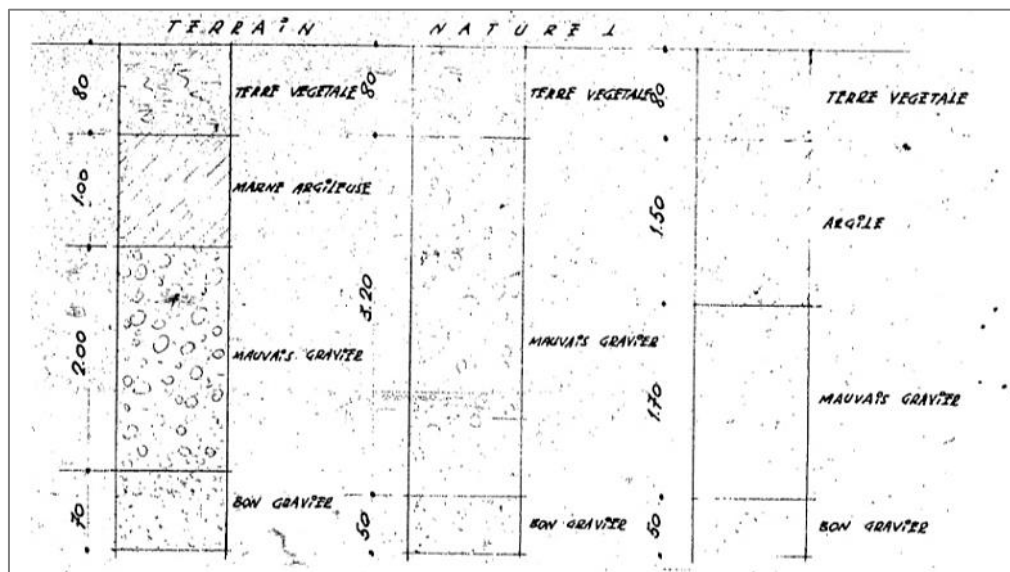 TERRAIN NATUREL
80
TERRE VEGETALE
1.00
MARNE ARGILEUSE
2.00
MAUVAIS GRAVIER
70
BON GRAVIER
80
TERRE VEGETALE
3.20
MAUVAIS GRAVIER
50
BON GRAVIER
80
TERRE VEGETALE
1.50
ARGILE
1.70
MAUVAIS GRAVIER
50
BON GRAVIER